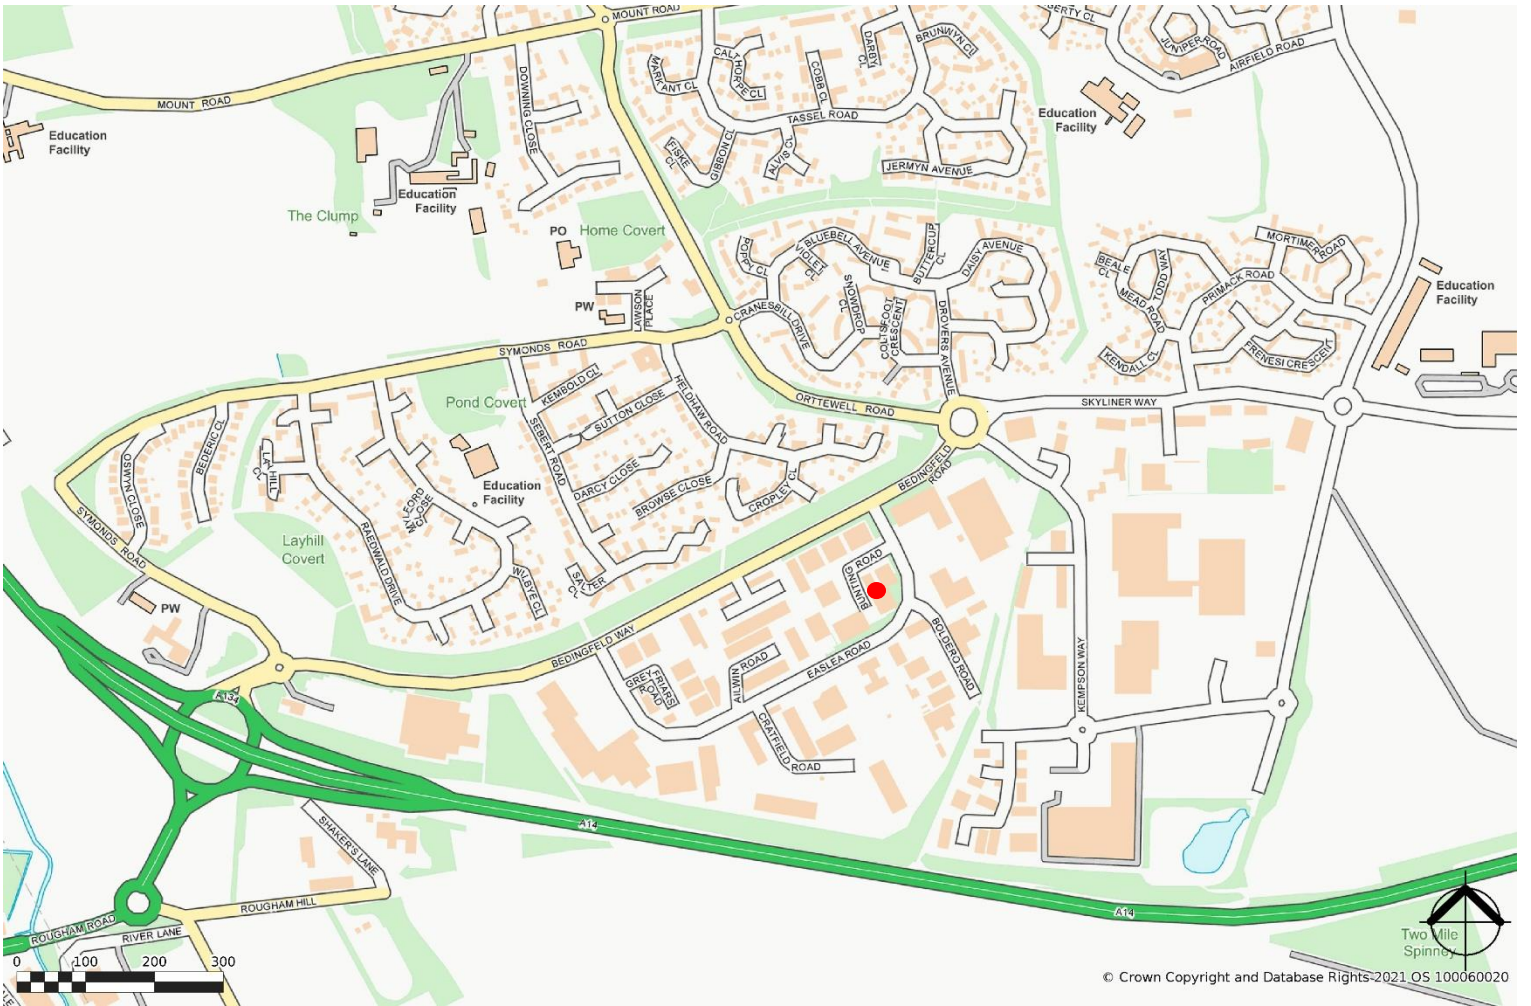 MOUNT ROAD
BRUNWYN CL
DARBY
CL
JUNIPER ROAD
AIRFIELD ROAD
MARK
ANT CL
CALTHORPE CL
COBB CL
DOWNING CLOSE
MOUNT ROAD
Education
Facility
Education
Facility
TASSEL ROAD
FISKE
CL
GIBBON CL
ALVIS CL
JERMYN AVENUE
Education
Facility
The Clump
PO
Home Covert
POPPY CL
VIOLET
CL
BLUEBELL AVENUE
BUTTERCUP
CL
DAISY AVENUE
BEALE
CL
TODD WAY
MEAD ROAD
PRIMACK ROAD
MORTIMER ROAD
Education
Facility
PW
LAWSON
PLACE
CRANESBILL DRIVE
SNOWDROP
CL
COLTSFOOT
CRESCENT
DROVERS AVENUE
KENDALL CL
FRENESI CRESCENT
SYMONDS ROAD
KEMBOLD CL
HELDHAW ROAD
Pond Covert
SUTTON CLOSE
ORTTEWELL ROAD
SKYLINER WAY
SEBERT ROAD
BEDERIC CL
OSWYN CLOSE
DARCY CLOSE
BROWSE CLOSE
CROPLEY CL
BEDINGFELD
ROAD
Education
Facility
SYMONDS ROAD
Layhill
Covert
RAEDWALD DRIVE
WILBYE CL
BUNTING ROAD
PW
BEDINGFELD WAY
BOLDERO ROAD
EASLEA ROAD
KEMPSON WAY
GREY FRIARS
ROAD
AILWIN ROAD
A134
CRATFIELD ROAD
SHAKER'S LANE
A14
ROUGHAM HILL
A14
ROUGHAM ROAD
RIVER LANE
Two Mile
Spinney
0 100 200 300
© Crown Copyright and Database Rights 2021 OS 100060020